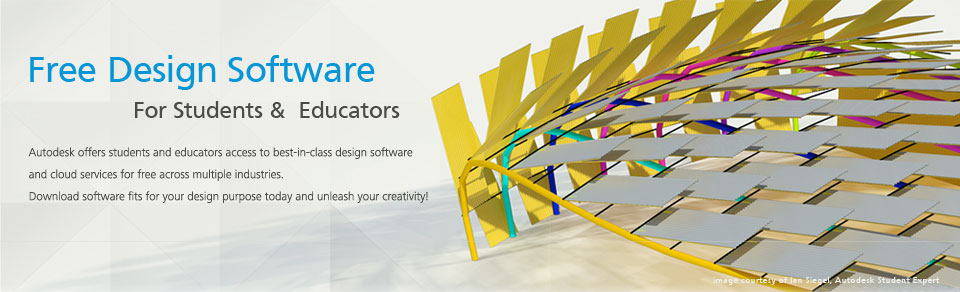 Free Design Software
For Students & Educators
Autodesk offers students and educators access to best-in-class design software
and cloud services for free across multiple industries.
Download software fits for your design purpose today and unleash your creativity!
image courtesy of Ian Siegel, Autodesk Student Expert